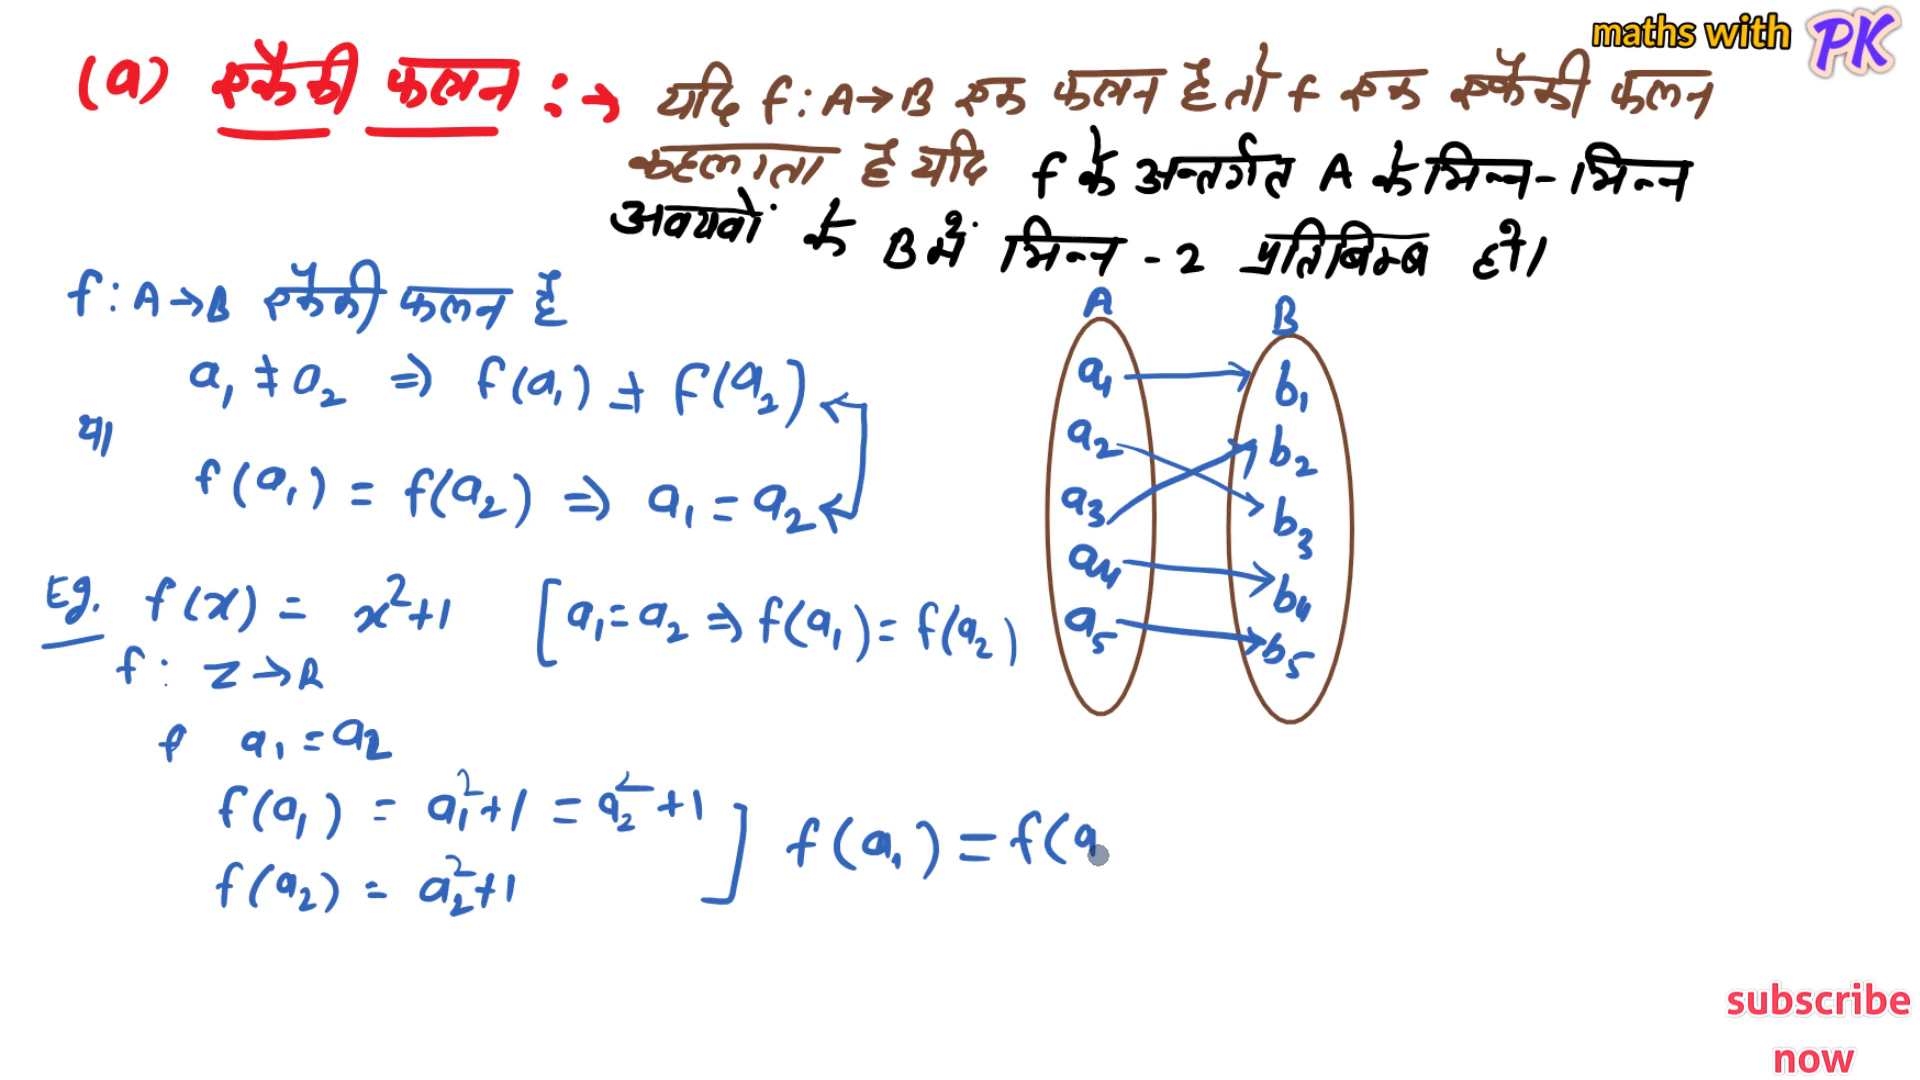 maths with PK
(a) एकैकी फलन :→ यदि f: A→B एक फलन है तो f एक एकैकी फलन
कहलाता है यदि f के अन्तर्गत A के भिन्न-भिन्न
अवयवों के B में भिन्न-2 प्रतिबिम्ब हो।
f: A→B एकैकी फलन है
a₁ ≠ a₂ ⇒ f(a₁) ≠ f(a₂)
या
f(a₁) = f(a₂) ⇒ a₁ = a₂
A B
a₁ b₁
a₂ b₂
a₃ b₃
a₄ b₄
a₅ b₅
Eg. f(x) = x²+1 [a₁=a₂ ⇒ f(a₁) = f(a₂)
f: Z→R
a₁ = a₂
f(a₁) = a₁²+1 = a₂²+1
f(a₂) = a₂²+1 ] f(a₁) = f(a
subscribe
now